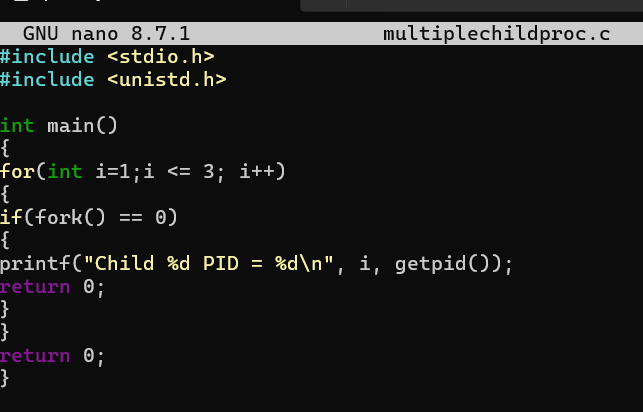 GNU nano 8.7.1 multiplechildproc.c
#include <stdio.h>
#include <unistd.h>
int main()
{
for(int i=1;i <= 3; i++)
{
if(fork() == 0)
{
printf("Child %d PID = %d\n", i, getpid());
return 0;
}
}
return 0;
}